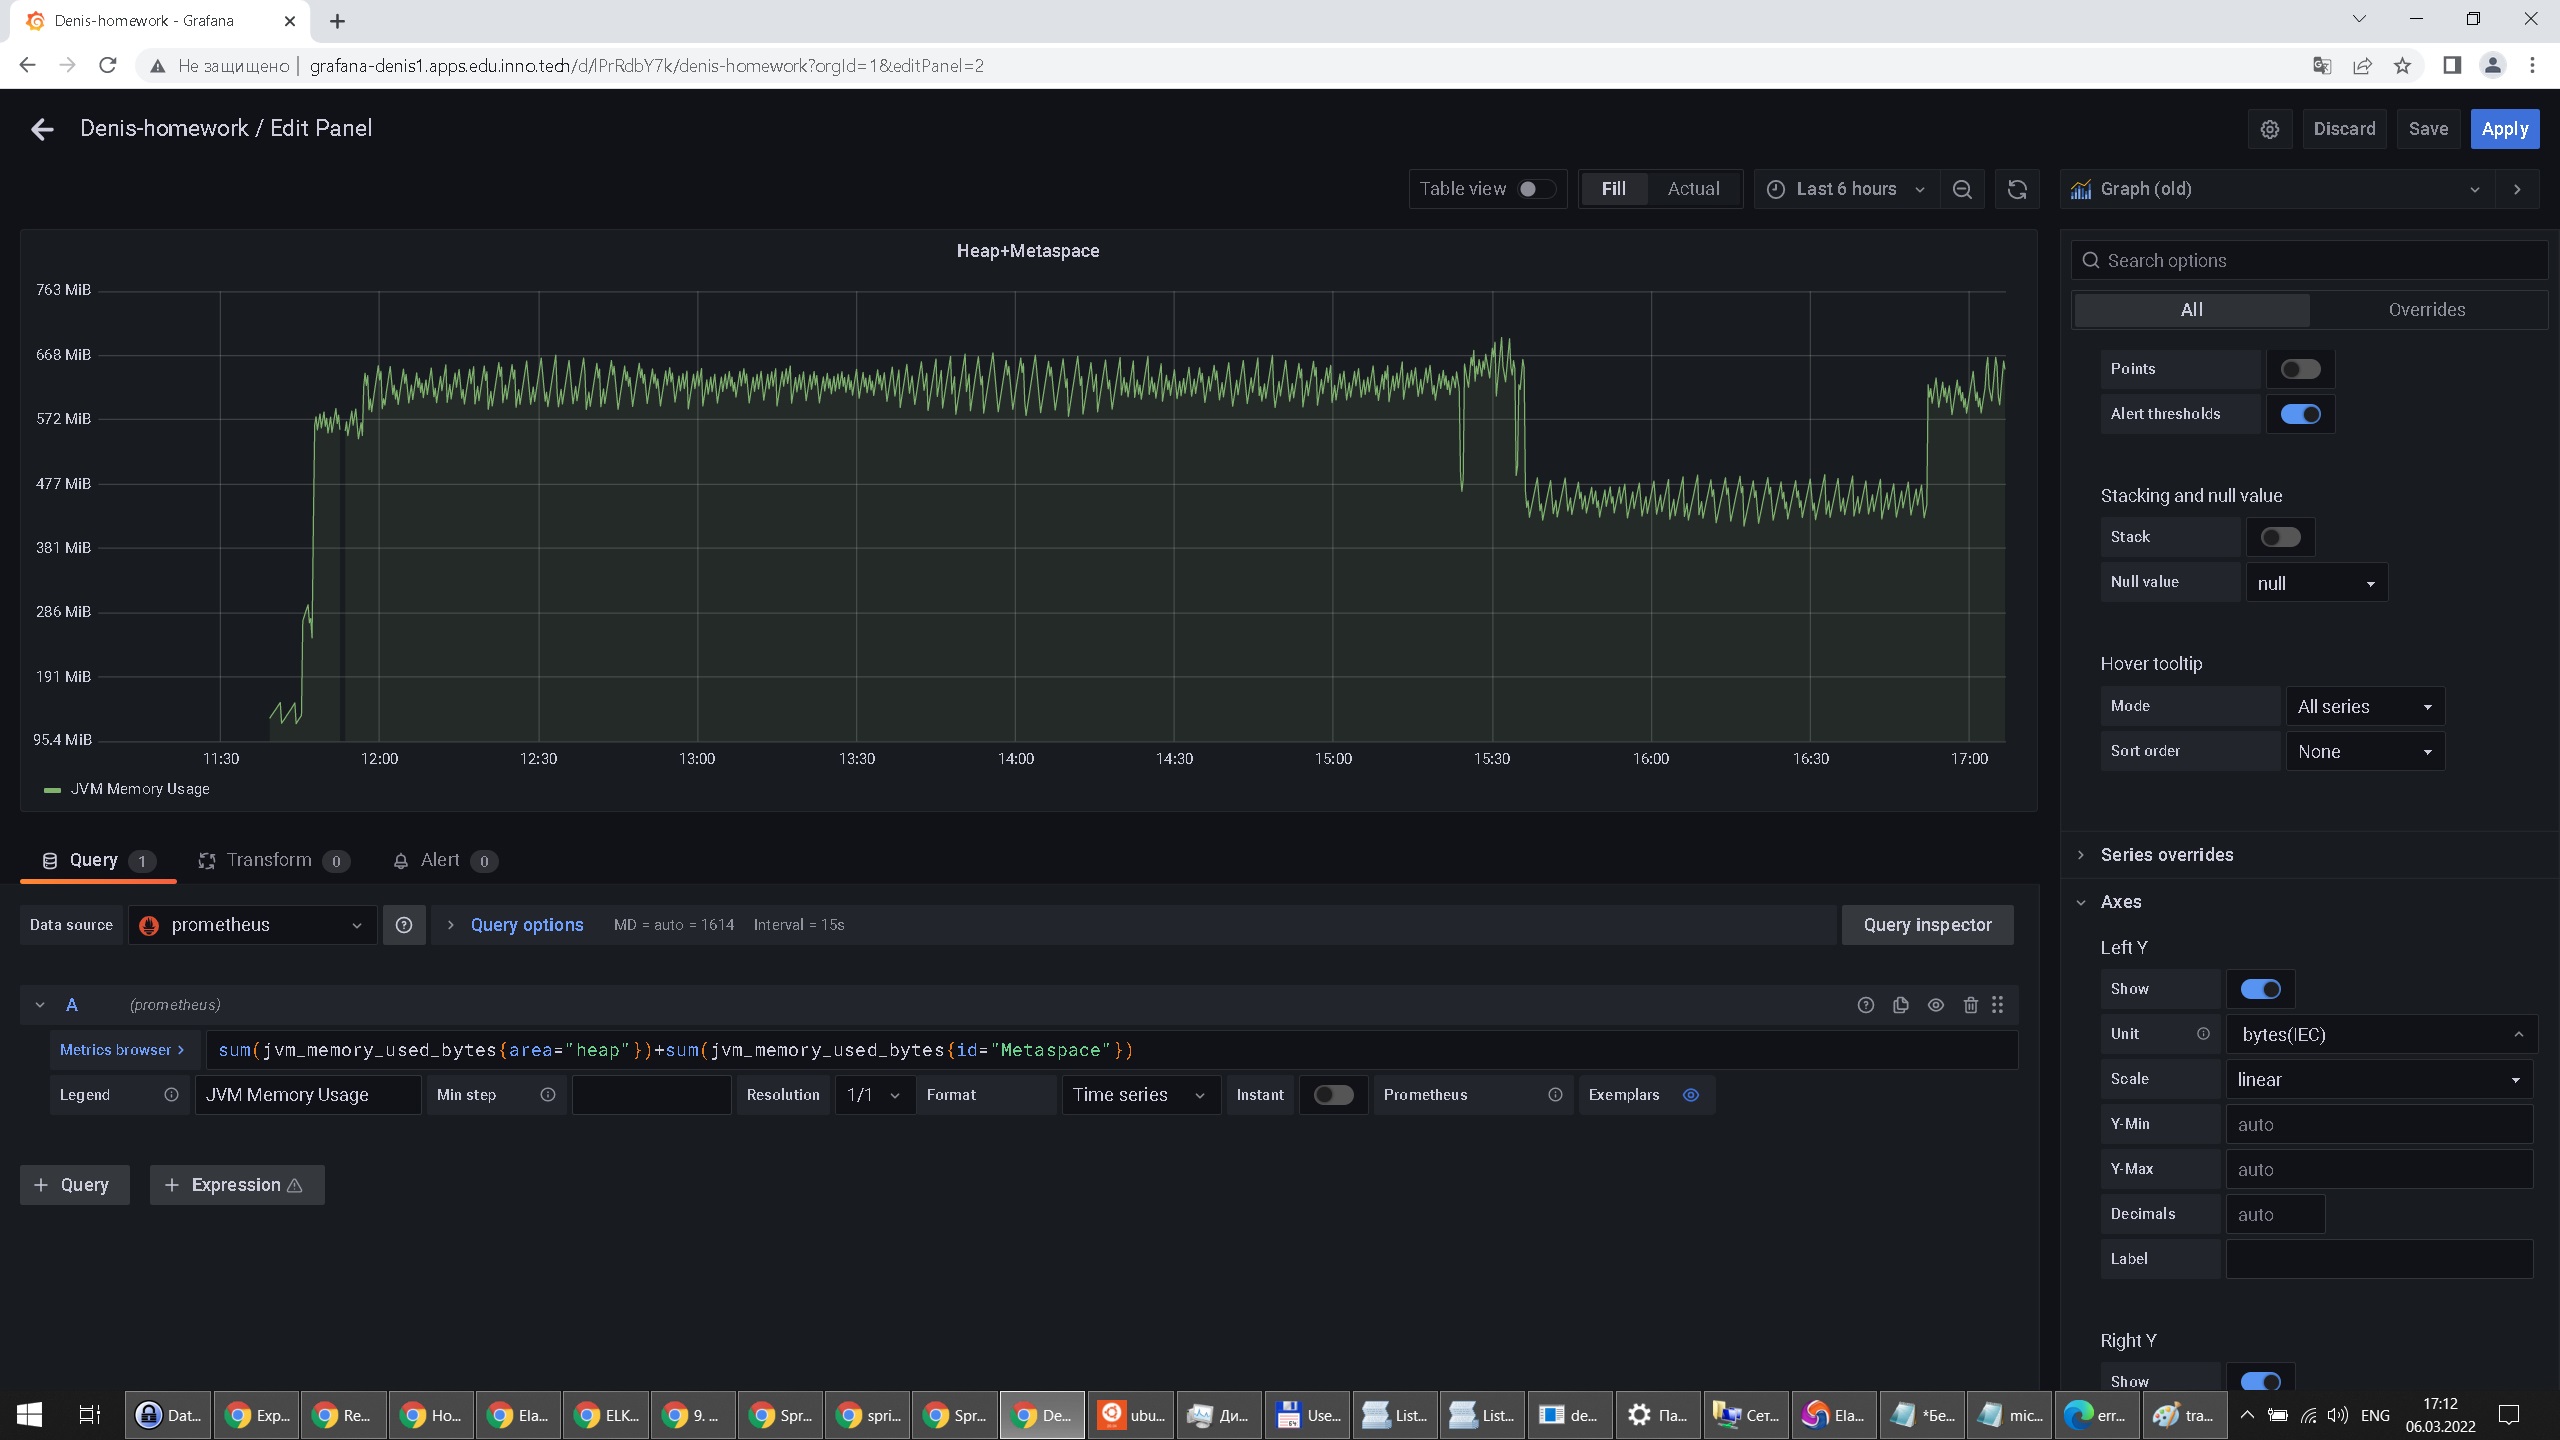 Denis-homework - Grafana
Не защищено | grafana-denis1.apps.edu.inno.tech/d/lPrRdbY7k/denis-homework?orgId=1&editPanel=2
Denis-homework / Edit Panel
Discard
Save
Apply
Table view
Fill
Actual
Last 6 hours
Graph (old)
Heap+Metaspace
763 MiB
668 MiB
572 MiB
477 MiB
381 MiB
286 MiB
191 MiB
95.4 MiB
11:30
12:00
12:30
13:00
13:30
14:00
14:30
15:00
15:30
16:00
16:30
17:00
JVM Memory Usage
Search options
All
Overrides
Points
Alert thresholds
Stacking and null value
Stack
Null value
null
Hover tooltip
Mode
All series
Sort order
None
Series overrides
Axes
Left Y
Show
Unit
bytes(IEC)
Scale
linear
Y-Min
auto
Y-Max
auto
Decimals
auto
Label
Right Y
Show
Query 1
Transform 0
Alert 0
Data source
prometheus
Query options
MD = auto = 1614
Interval = 15s
Query inspector
A
(prometheus)
Metrics browser >
sum(jvm_memory_used_bytes{area="heap"})+sum(jvm_memory_used_bytes{id="Metaspace"})
Legend
JVM Memory Usage
Min step
Resolution
1/1
Format
Time series
Instant
Prometheus
Exemplars
+ Query
+ Expression
Dat...
Exp...
Re...
Ho...
Ela...
ELK...
9. ...
Spr...
spri...
Spr...
De...
ubu...
Ди...
Use...
List...
List...
de...
Па...
Сет...
Ela...
*Бе...
mic...
err...
tra...
ENG
17:12
06.03.2022